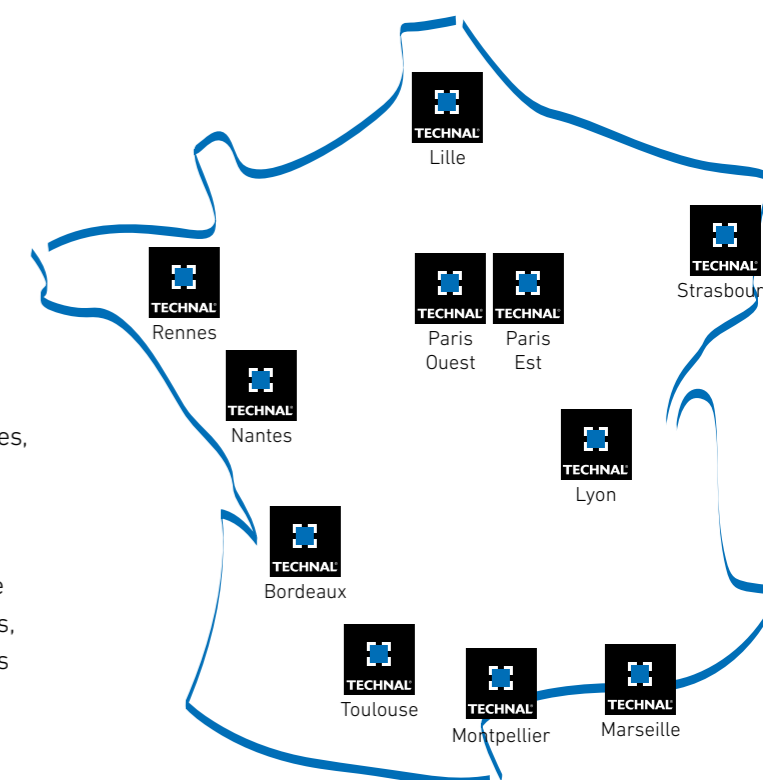 TECHNAL®
Lille
TECHNAL®
Strasbour
TECHNAL®
Rennes
TECHNAL®
Paris
Ouest
TECHNAL®
Paris
Est
TECHNAL®
Nantes
es,
TECHNAL®
Lyon
TECHNAL®
Bordeaux
e
s,
s
TECHNAL®
Toulouse
TECHNAL®
Montpellier
TECHNAL®
Marseille